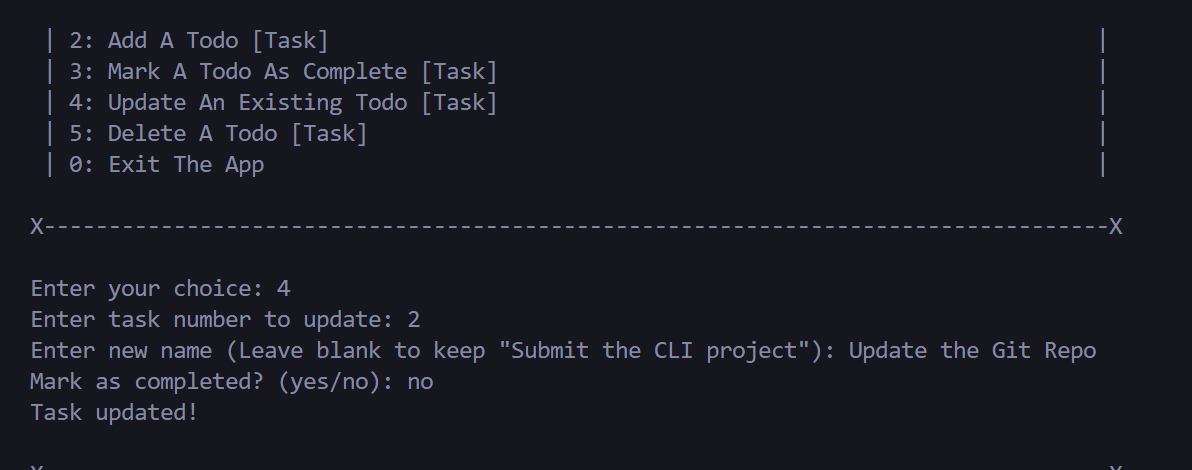 | 2: Add A Todo [Task] |
| 3: Mark A Todo As Complete [Task] |
| 4: Update An Existing Todo [Task] |
| 5: Delete A Todo [Task] |
| 0: Exit The App |
X----------------------------------------------------------------------------------X
Enter your choice: 4
Enter task number to update: 2
Enter new name (Leave blank to keep "Submit the CLI project"): Update the Git Repo
Mark as completed? (yes/no): no
Task updated!